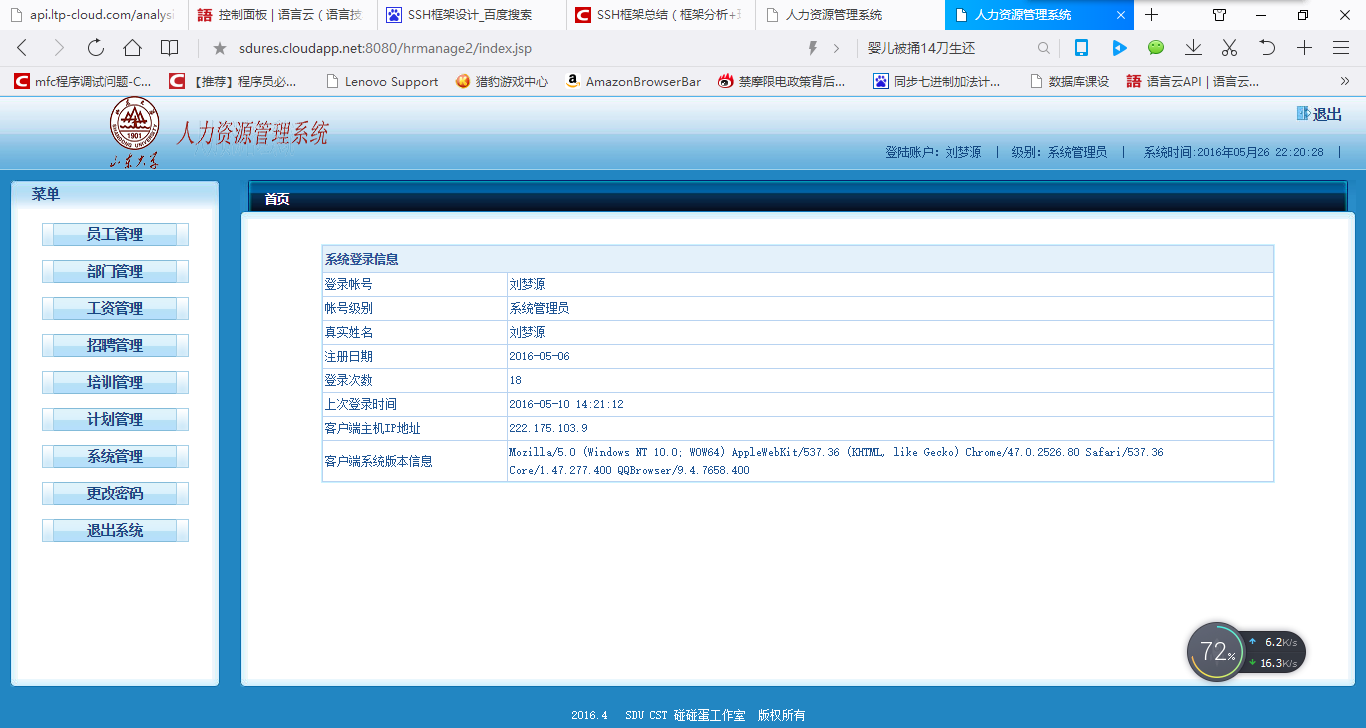 api.ltp-cloud.com/analysi
控制面板 | 语言云 ( 语言技
SSH框架设计_百度搜索
SSH框架总结 ( 框架分析+
人力资源管理系统
人力资源管理系统
sdures.cloudapp.net:8080/hrmanage2/index.jsp
婴儿被捅14刀生还
mfc程序调试问题-C...
【推荐】程序员必...
Lenovo Support
猎豹游戏中心
AmazonBrowserBar
禁摩限电政策背后...
同步七进制加法计...
数据库课设
语言云API | 语言云...
»
SHANDONG UNIVERSITY
1901
山东大学
人力资源管理系统
退出
登陆账户: 刘梦源 | 级别: 系统管理员 | 系统时间:2016年05月26 22:20:28 |
菜单
员工管理
部门管理
工资管理
招聘管理
培训管理
计划管理
系统管理
更改密码
退出系统
首页
系统登录信息
登录帐号 刘梦源
帐号级别 系统管理员
真实姓名 刘梦源
注册日期 2016-05-06
登录次数 18
上次登录时间 2016-05-10 14:21:12
客户端主机IP地址 222.175.103.9
客户端系统版本信息 Mozilla/5.0 (Windows NT 10.0; WOW64) AppleWebKit/537.36 (KHTML, like Gecko) Chrome/47.0.2526.80 Safari/537.36
Core/1.47.277.400 QQBrowser/9.4.7658.400
72%
6.2K/s
16.3K/s
2016.4 SDU CST 碰碰蛋工作室 版权所有